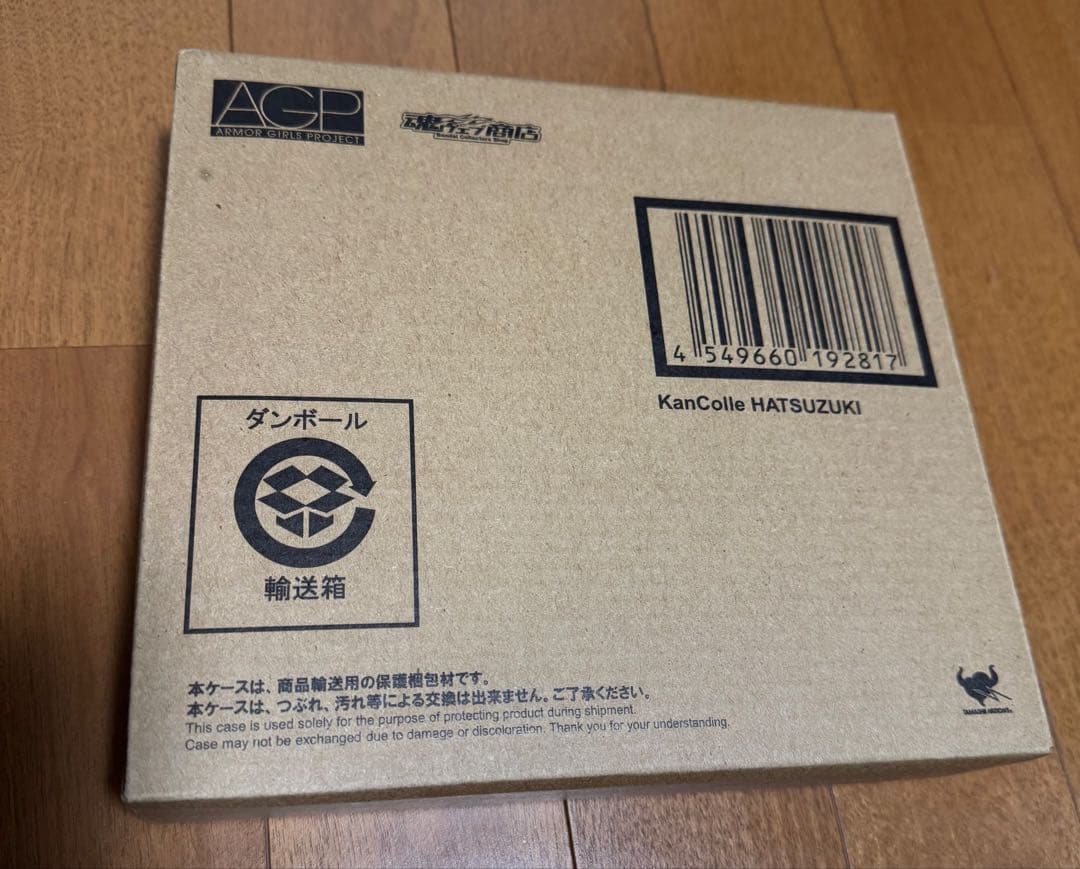 AGP
ARMOR GIRLS PROJECT
魂ウェブ商店
4 549660 192817
KanColle HATSUZUKI
ダンボール
輸送箱
本ケースは、商品輸送用の保護梱包材です。
本ケースは、つぶれ、汚れ等による交換は出来ません。ご了承ください。
This case is used solely for the purpose of protecting product during shipment.
Case may not be exchanged due to damage or discoloration. Thank you for your understanding.
TAMASHII NATIONS